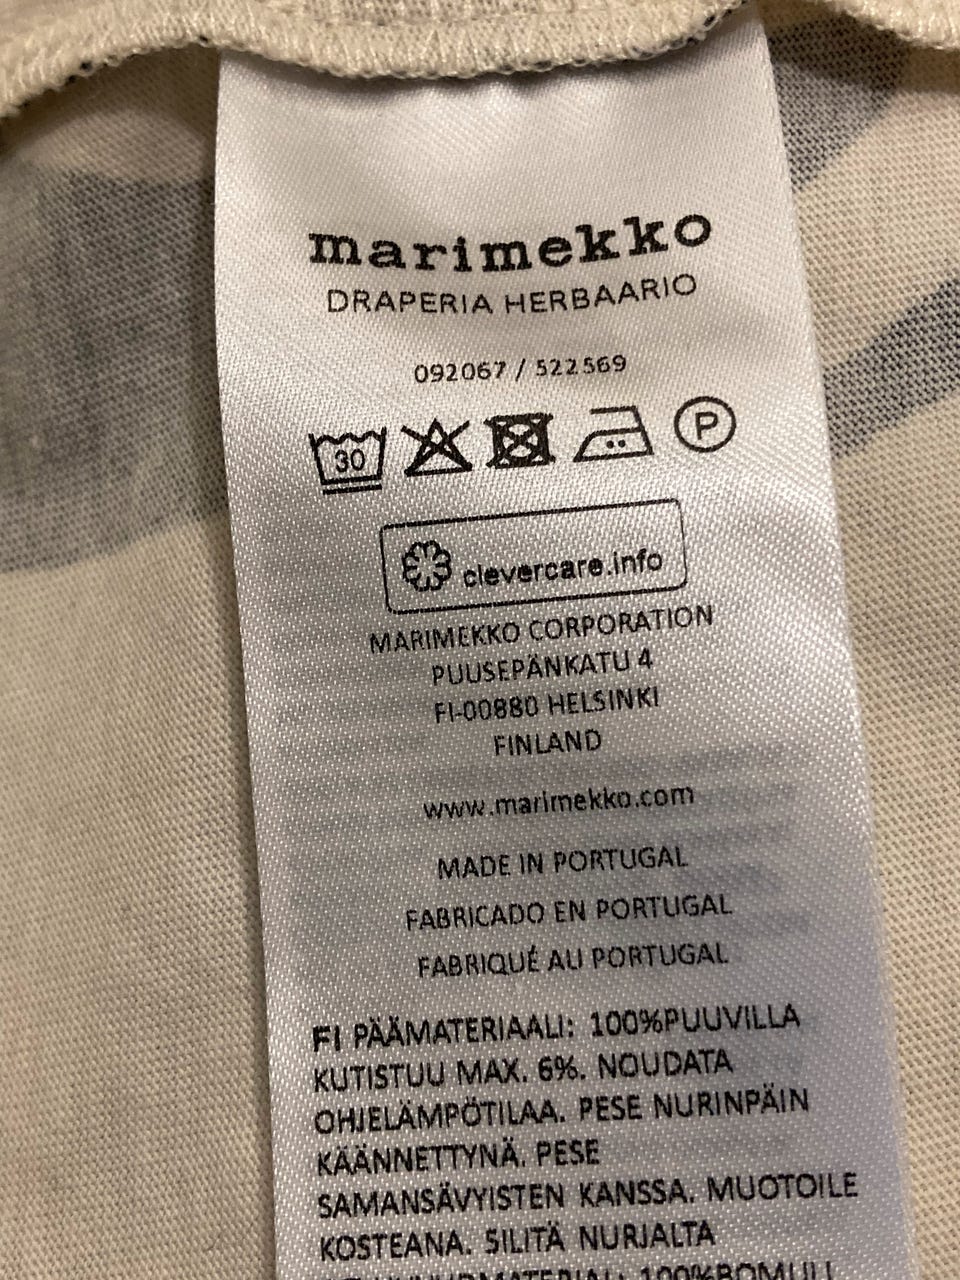 marimekko
DRAPERIA HERBAARIO
092067 / 522569
30 P
clevercare.info
MARIMEKKO CORPORATION
PUUSEPÄNKATU 4
FI-00880 HELSINKI
FINLAND
www.marimekko.com
MADE IN PORTUGAL
FABRICADO EN PORTUGAL
FABRIQUÉ AU PORTUGAL
FI PÄÄMATERIAALI: 100%PUUVILLA
KUTISTUU MAX. 6%. NOUDATA
OHJELÄMPÖTILAA. PESE NURINPÄIN
KÄÄNNETTYNÄ. PESE
SAMANSÄVYISTEN KANSSA. MUOTOILE
KOSTEANA. SILITÄ NURJALTA
100%BOMULL